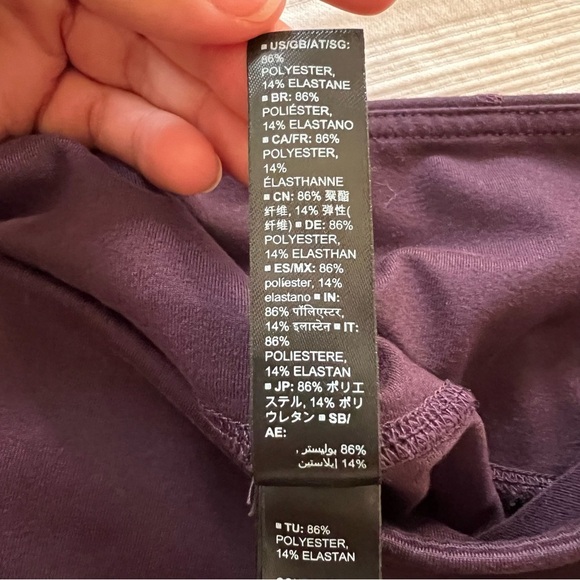 ▪ US/GB/AT/SG:
86%
POLYESTER,
14% ELASTANE
▪ BR: 86%
POLIÉSTER,
14% ELASTANO
▪ CA/FR: 86%
POLYESTER,
14%
ÉLASTHANNE
▪ CN: 86% 聚酯
纤维, 14% 弹性(
纤维) ▪ DE: 86%
POLYESTER,
14% ELASTHAN
▪ ES/MX: 86%
poliester, 14%
elastano ▪ IN:
86% पॉलिएस्टर,
14% इलास्टेन ▪ IT:
86%
POLIESTERE,
14% ELASTAN
▪ JP: 86% ポリエ
ステル, 14% ポリ
ウレタン ▪ SB/
AE:
86% بوليستر,
14% إيلاستين
▪ TU: 86%
POLYESTER,
14% ELASTAN